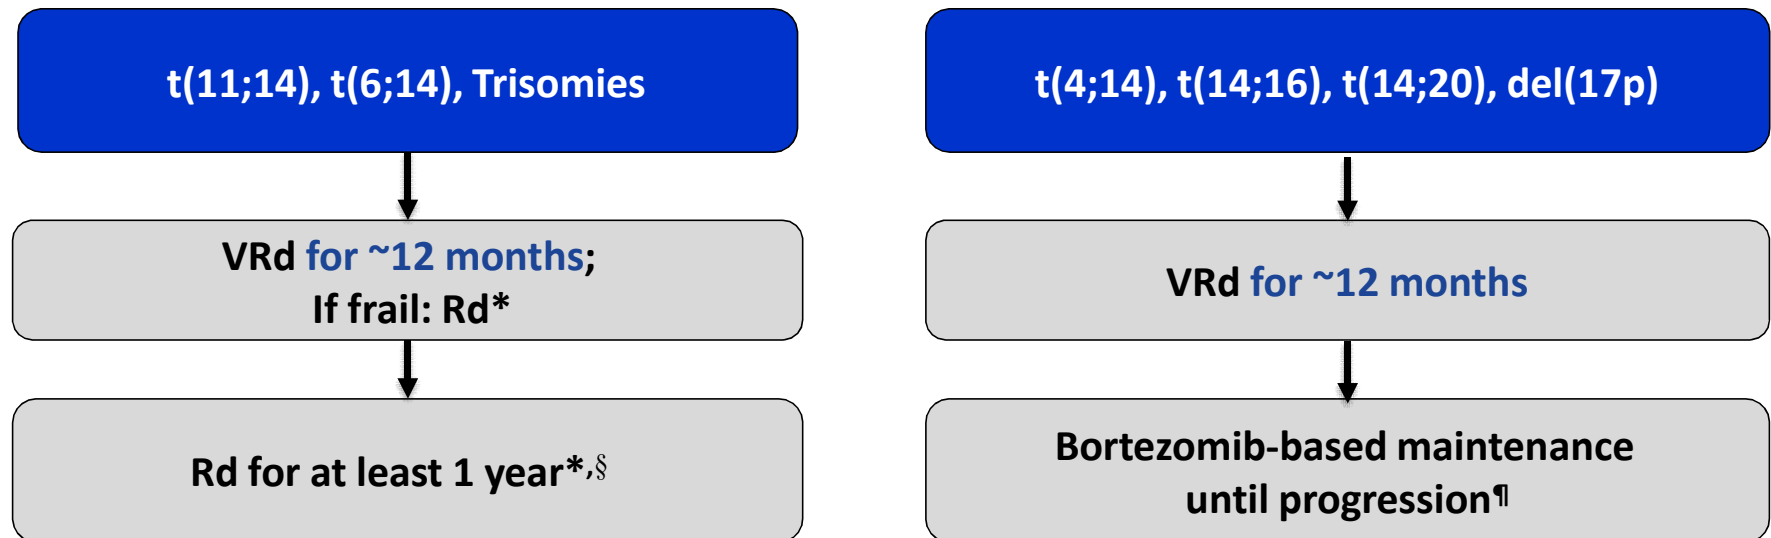 t(11;14), t(6;14), Trisomies
VRd for ~12 months;
If frail: Rd*
Rd for at least 1 year*,§
t(4;14), t(14;16), t(14;20), del(17p)
VRd for ~12 months
Bortezomib-based maintenance
until progression¶